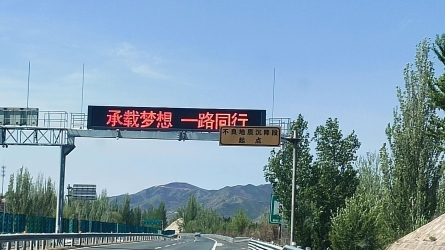 承载梦想 一路同行
不良地质沉降段
起点